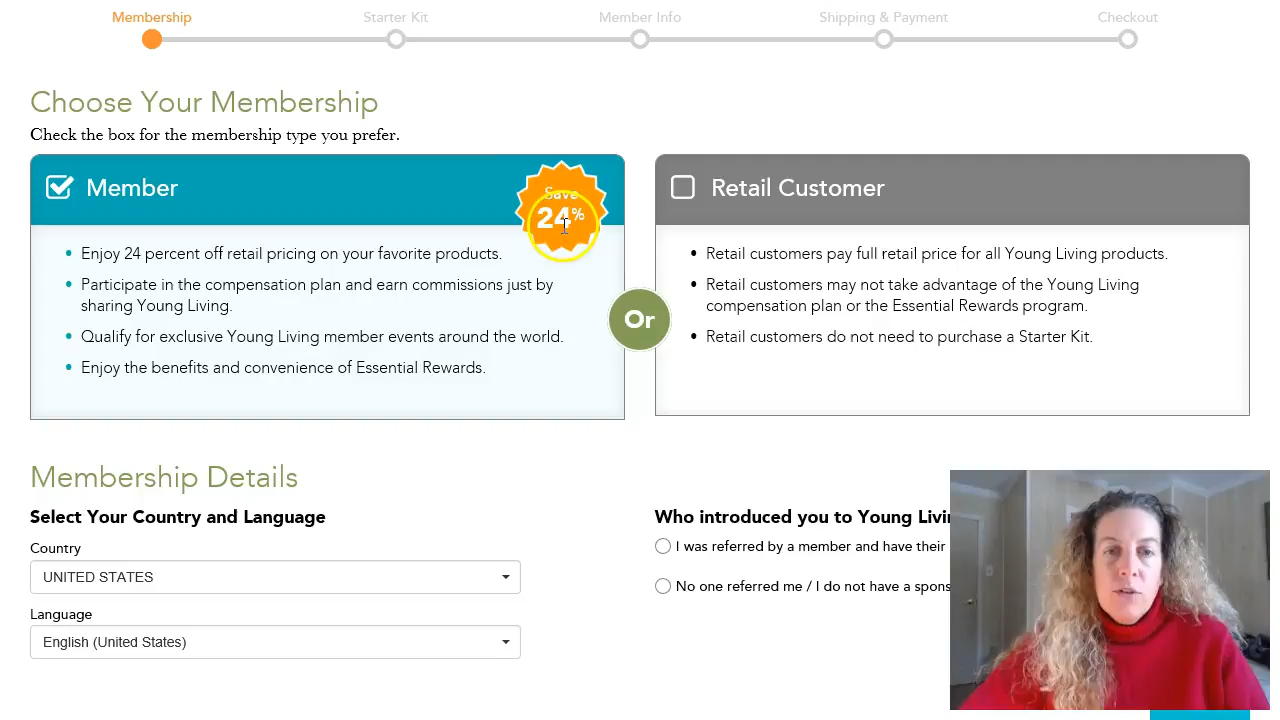 Membership
Starter Kit
Member Info
Shipping & Payment
Checkout
Choose Your Membership
Check the box for the membership type you prefer.
Member
Save
24%
Enjoy 24 percent off retail pricing on your favorite products.
Participate in the compensation plan and earn commissions just by
sharing Young Living.
Qualify for exclusive Young Living member events around the world.
Enjoy the benefits and convenience of Essential Rewards.
Or
Retail Customer
Retail customers pay full retail price for all Young Living products.
Retail customers may not take advantage of the Young Living
compensation plan or the Essential Rewards program.
Retail customers do not need to purchase a Starter Kit.
Membership Details
Select Your Country and Language
Country
UNITED STATES
Language
English (United States)
Who introduced you to Young
I was referred by a member and have their
No one referred me / I do not have a